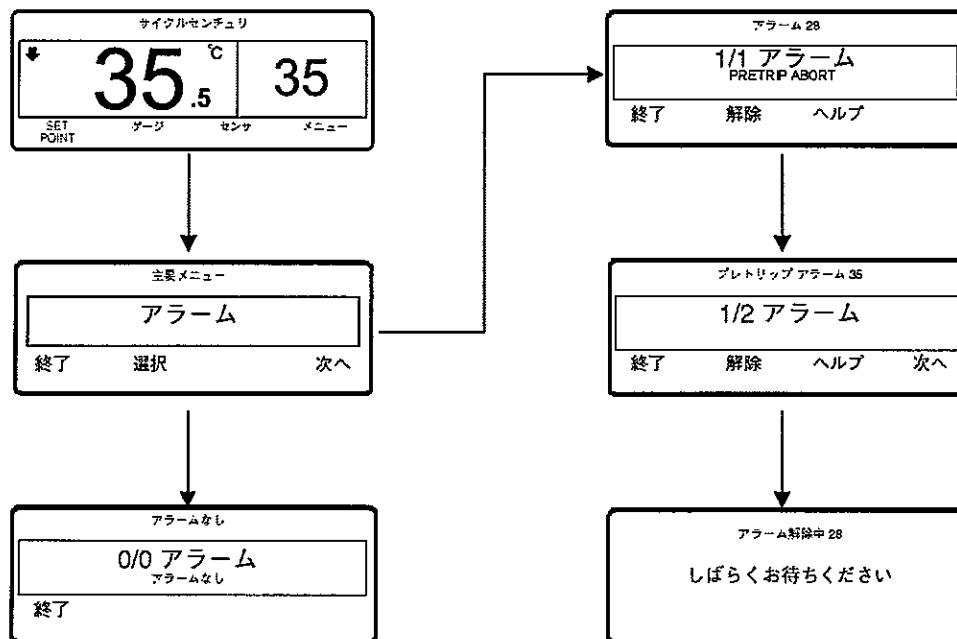 サイクルセンチュリ
35.5 ℃ 35
SET POINT ゲージ センサ メニュー
主要メニュー
アラーム
終了 選択 次へ
アラームなし
0/0 アラーム
アラームなし
終了
アラーム 28
1/1 アラーム
PRETRIP ABORT
終了 解除 ヘルプ
プレトリップ アラーム 35
1/2 アラーム
終了 解除 ヘルプ 次へ
アラーム解除中 28
しばらくお待ちください